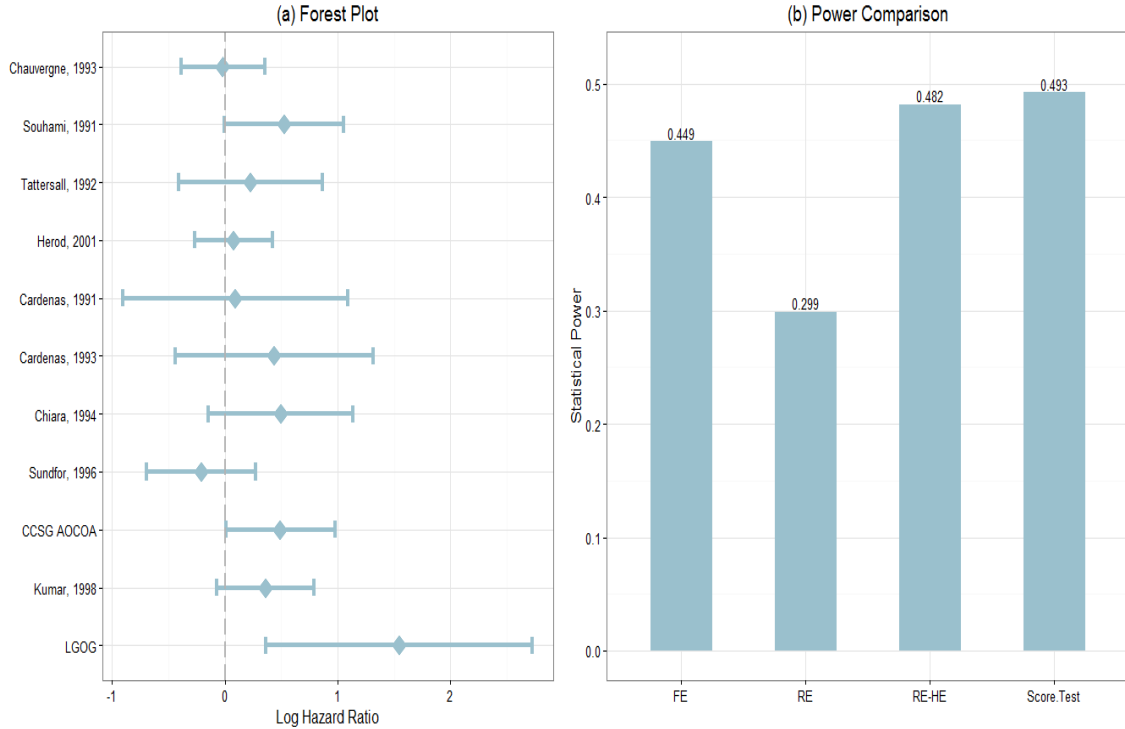 (a) Forest Plot
Chauvergne, 1993
Souhami, 1991
Tattersall, 1992
Herod, 2001
Cardenas, 1991
Cardenas, 1993
Chiara, 1994
Sundfor, 1996
CCSG AOCOA
Kumar, 1998
LGOG
-1 0 1 2
Log Hazard Ratio
(b) Power Comparison
Statistical Power
0.5
0.4
0.3
0.2
0.1
0.0
0.449
0.299
0.482
0.493
FE RE RE-HE Score.Test